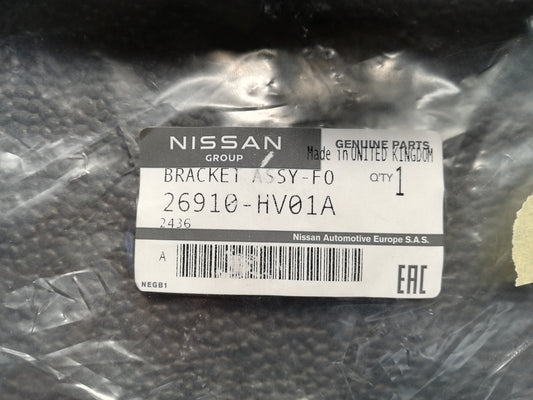 NISSAN
GROUP
GENUINE PARTS
Made in UNITED KINGDOM
BRACKET ASSY-FO
Q'TY 1
26910-HV01A
2436
Nissan Automotive Europe S.A.S.
A
NEGB1
EAC